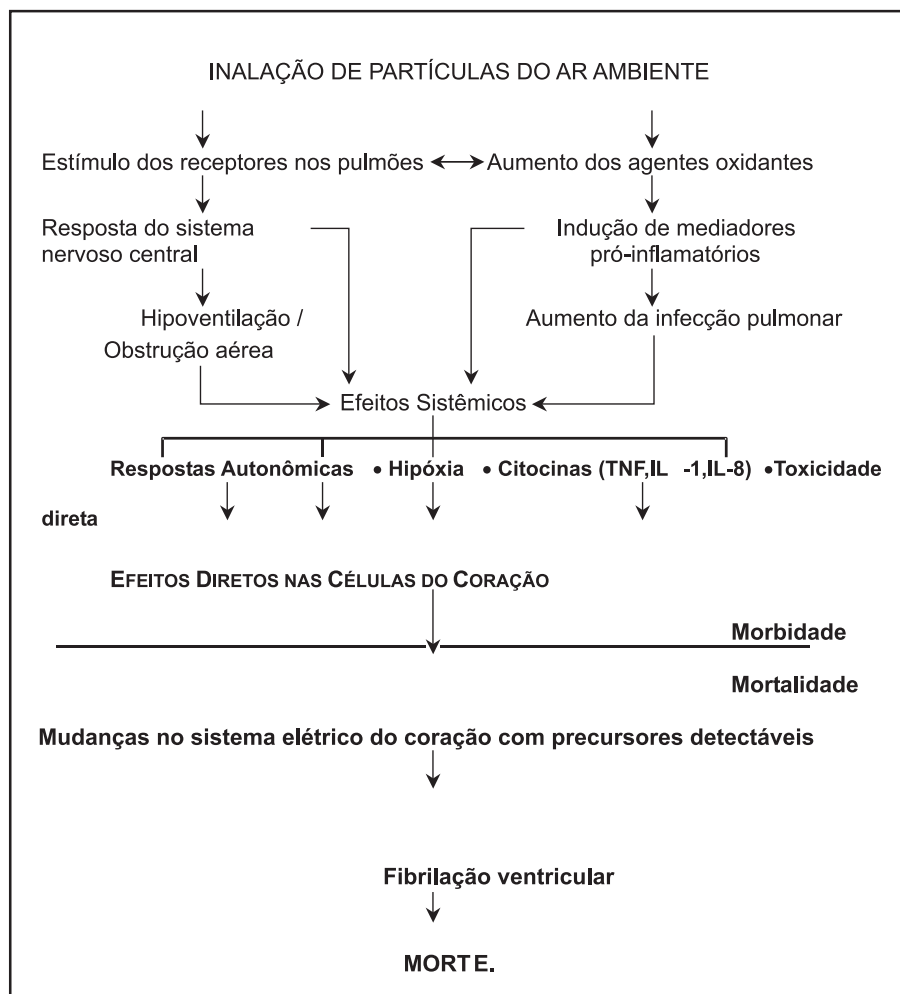 INALAÇÃO DE PARTÍCULAS DO AR AMBIENTE
Estímulo dos receptores nos pulmões
Aumento dos agentes oxidantes
Resposta do sistema
nervoso central
Indução de mediadores
pró-inflamatórios
Hipoventilação /
Obstrução aérea
Aumento da infecção pulmonar
Efeitos Sistêmicos
Respostas Autonômicas • Hipóxia • Citocinas (TNF,IL -1,IL-8) •Toxicidade
direta
EFEITOS DIRETOS NAS CÉLULAS DO CORAÇÃO
Morbidade
Mortalidade
Mudanças no sistema elétrico do coração com precursores detectáveis
Fibrilação ventricular
MORTE.